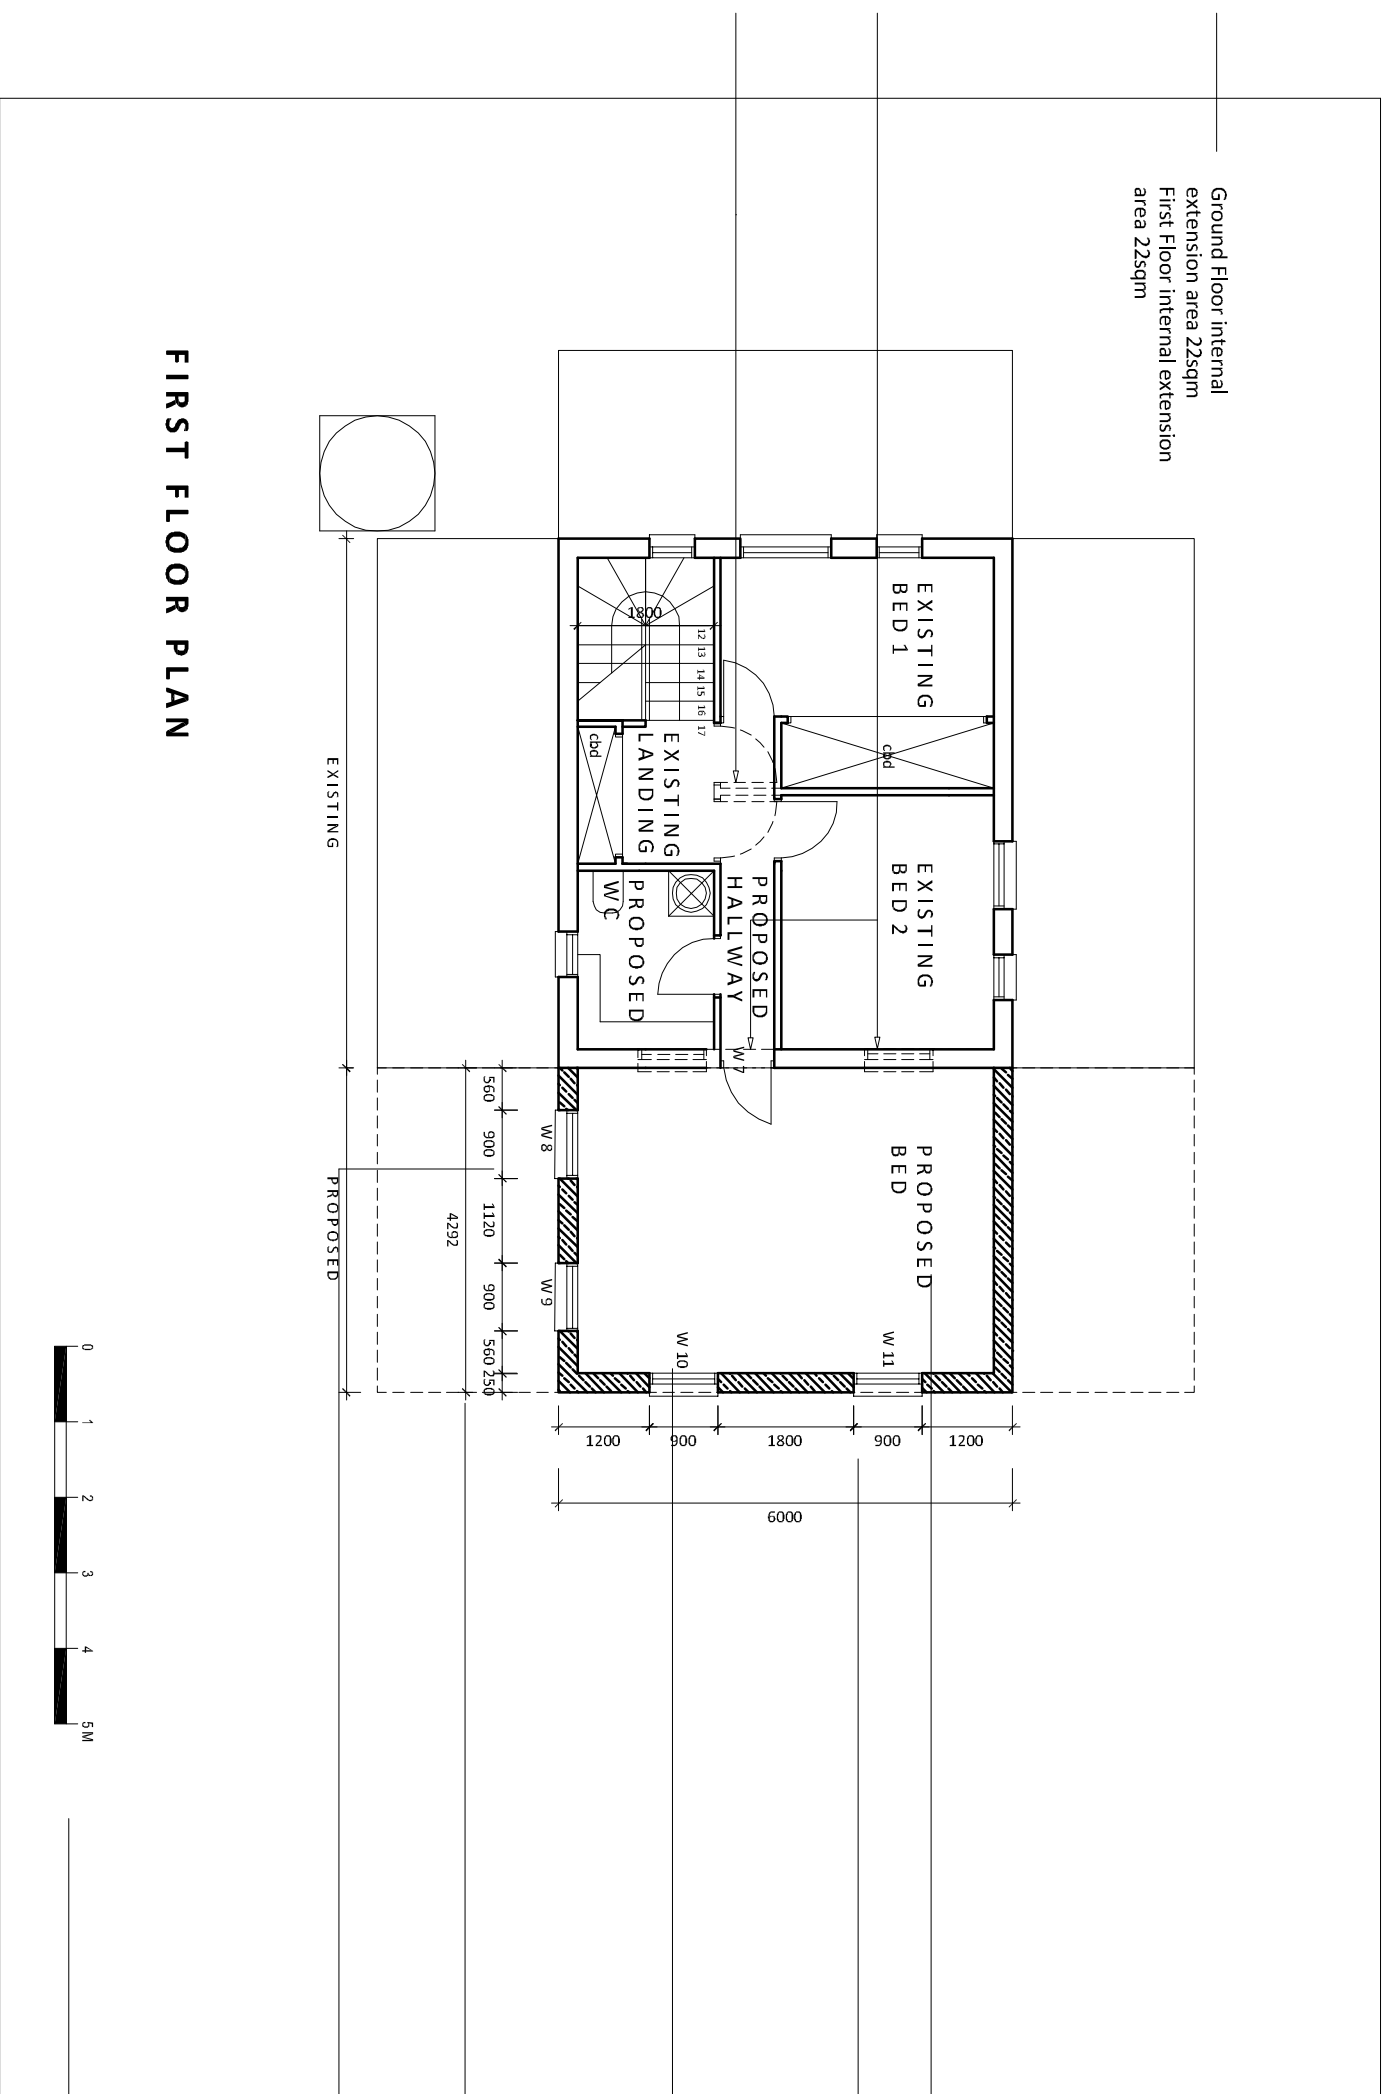 Ground Floor internal
extension area 22sqm
First Floor internal extension
area 22sqm
EXISTING
BED 1
cbd
EXISTING
BED 2
PROPOSED
BED
1800
12 13 14 15 16 17
EXISTING
LANDING
cbd
PROPOSED
HALLWAY
PROPOSED
WC
W 7
W 8
W 9
W 10
W 11
560 900 1120 900 560 250
4292
1200 900 1800 900 1200
6000
EXISTING
PROPOSED
FIRST FLOOR PLAN
0 1 2 3 4 5 M